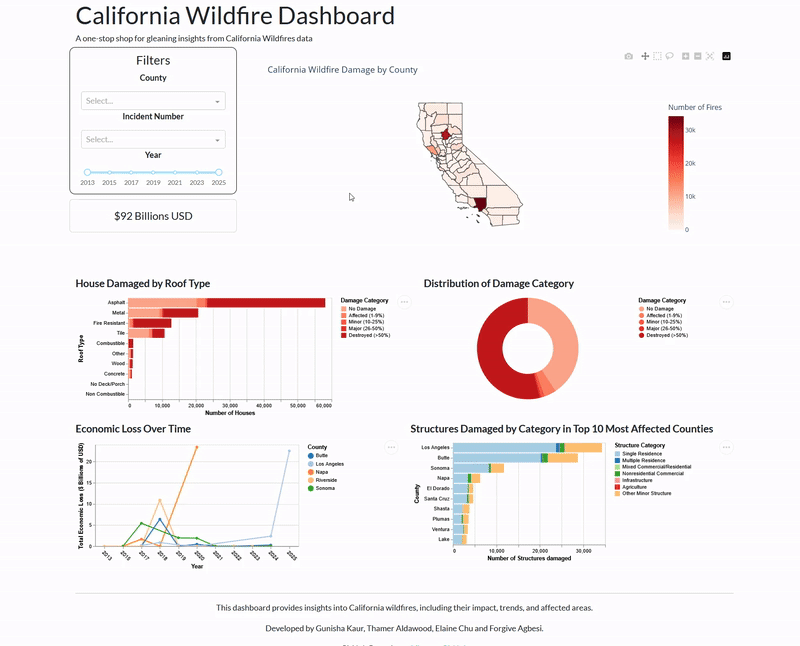 California Wildfire Dashboard
A one-stop shop for gleaning insights from California Wildfires data
Filters
County
Select...
Incident Number
Select...
Year
2013 2015 2017 2019 2021 2023 2025
$92 Billions USD
California Wildfire Damage by County
Number of Fires
30k
20k
10k
0
House Damaged by Roof Type
Roof Type
Asphalt
Metal
Fire Resistant
Tile
Combustible
Other
Wood
Concrete
No Deck/Porch
Non Combustible
0 10,000 20,000 30,000 40,000 50,000 60,000
Number of Houses
Damage Category
No Damage
Affected (1-9%)
Minor (10-25%)
Major (26-50%)
Destroyed (>50%)
Distribution of Damage Category
Damage Category
No Damage
Affected (1-9%)
Minor (10-25%)
Major (26-50%)
Destroyed (>50%)
Economic Loss Over Time
Total Economic Loss ($ Billions of USD)
20
15
10
5
0
2013 2015 2017 2018 2019 2020 2021 2022 2023 2024 2025
Year
County
Butte
Los Angeles
Napa
Riverside
Sonoma
Structures Damaged by Category in Top 10 Most Affected Counties
County
Los Angeles
Butte
Sonoma
Napa
El Dorado
Santa Cruz
Shasta
Plumas
Ventura
Lake
0 10,000 20,000 30,000
Number of Structures damaged
Structure Category
Single Residence
Multiple Residence
Mixed Commercial/Residential
Nonresidential Commercial
Infrastructure
Agriculture
Other Minor Structure
This dashboard provides insights into California wildfires, including their impact, trends, and affected areas.
Developed by Gunisha Kaur, Thamer Aldawood, Elaine Chu and Forgive Agbesi.